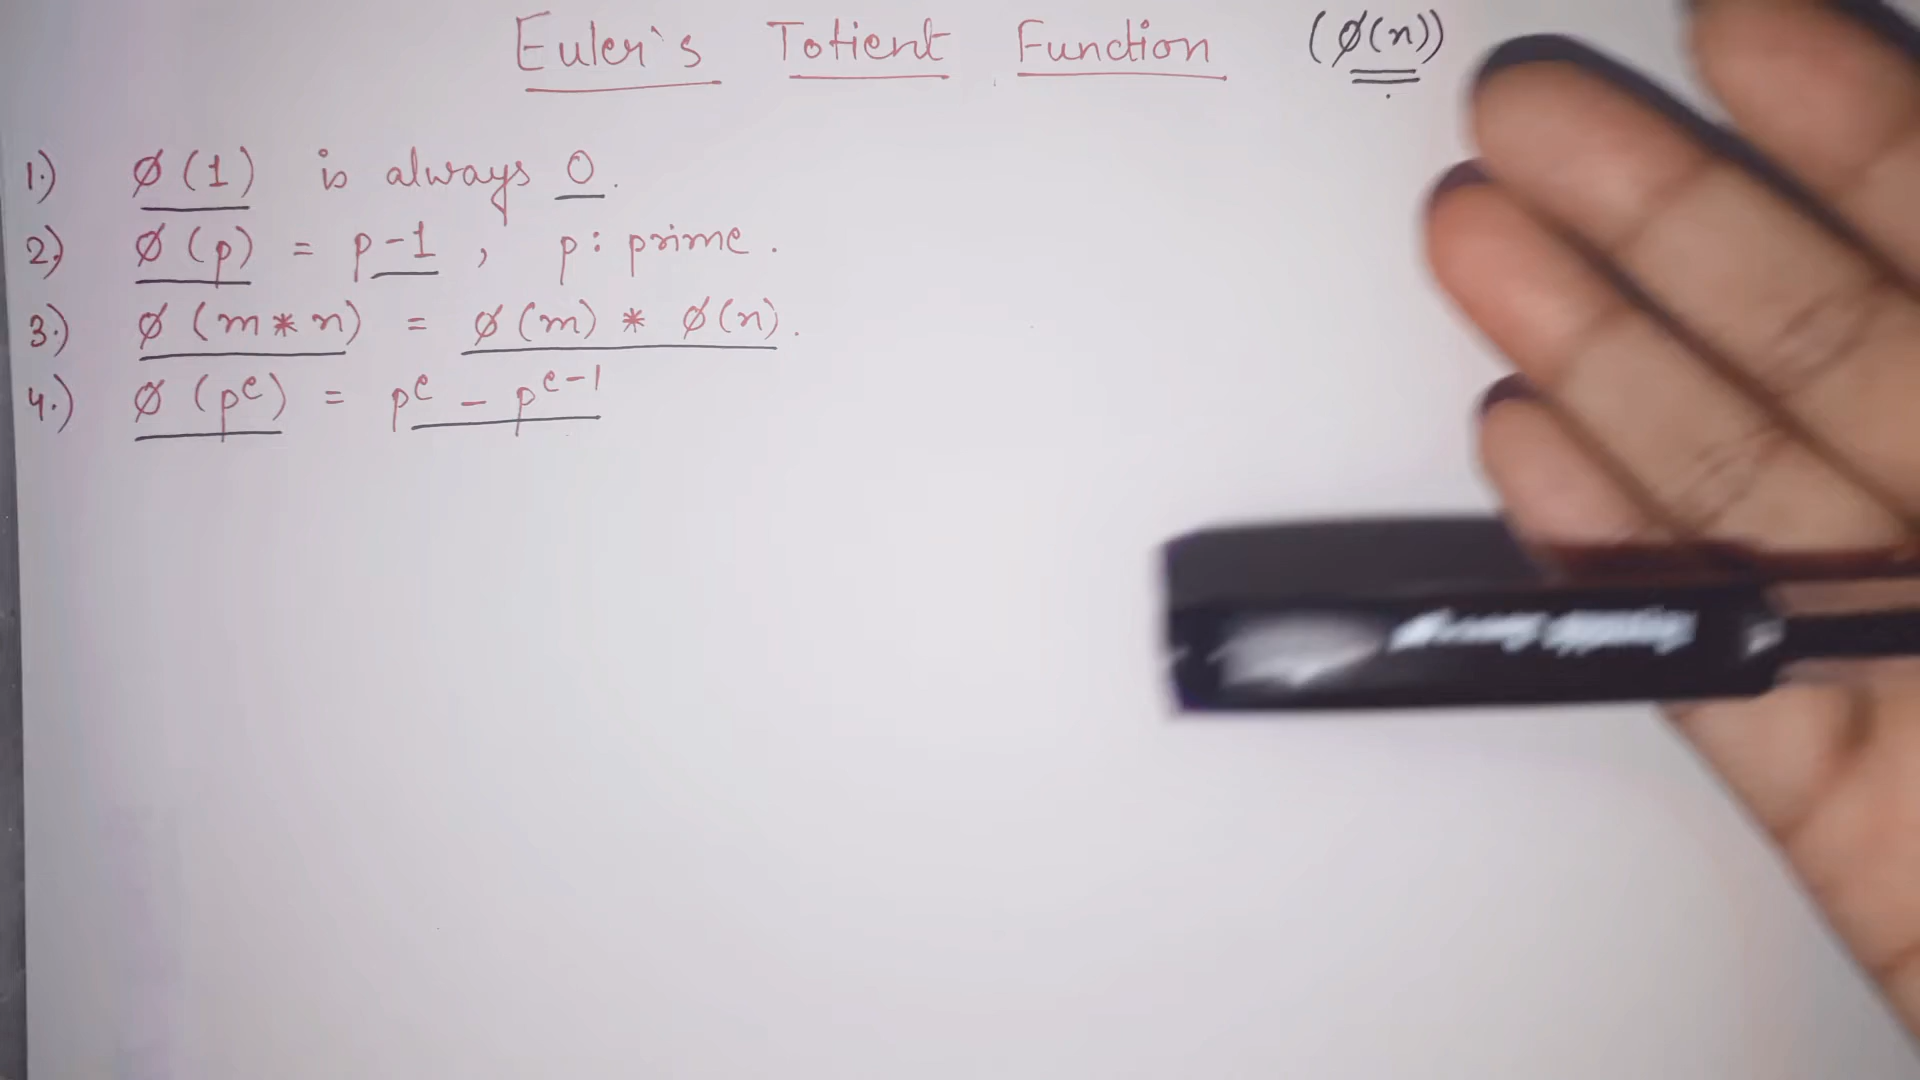 Euler's Totient Function (ø(n))
1.) ø(1) is always 0.
2.) ø(p) = p-1, p: prime.
3.) ø(m*n) = ø(m) * ø(n).
4.) ø(p^e) = p^e - p^{e-1}